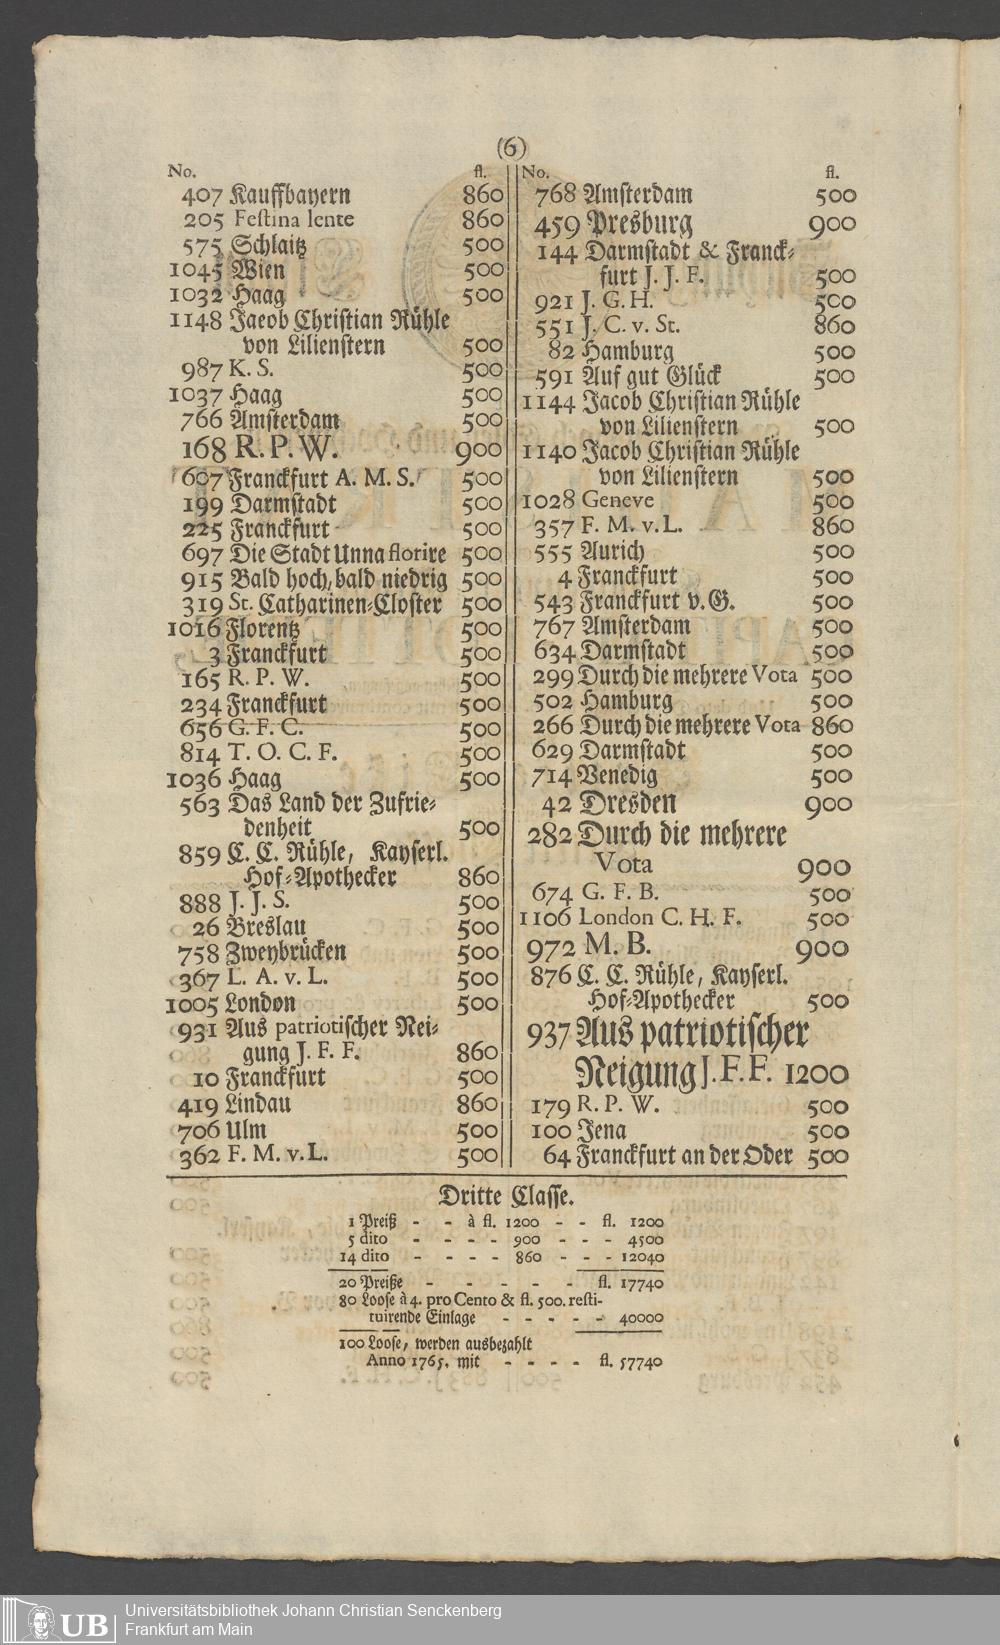 (6)
No. fl.
407 Kauffbayern 860
205 Festina lente 860
575 Schlaitz 500
1045 Wien 500
1032 Haag 500
1148 Jacob Christian Rühle
von Lilienstern 500
987 K. S. 500
1037 Haag 500
766 Amsterdam 500
168 R. P. W. 900
607 Franckfurt A. M. S. 500
199 Darmstadt 500
225 Franckfurt 500
697 Die Stadt Unna florire 500
915 Bald hoch, bald niedrig 500
319 St. Catharinen-Closter 500
1016 Florentz 500
3 Franckfurt 500
165 R. P. W. 500
234 Franckfurt 500
656 G. F. C. 500
814 T. O. C. F. 500
1036 Haag 500
563 Das Land der Zufrie-
denheit 500
859 C. C. Rühle, Kayserl.
Hof-Apothecker 860
888 J. J. S. 500
26 Breslau 500
758 Zweybrücken 500
367 L. A. v. L. 500
1005 London 500
931 Aus patriotischer Nei-
gung J. F. F. 860
10 Franckfurt 500
419 Lindau 860
706 Ulm 500
362 F. M. v. L. 500
No. fl.
768 Amsterdam 500
459 Presburg 900
144 Darmstadt & Franck-
furt J. J. F. 500
921 J. G. H. 500
551 J. C. v. St. 860
82 Hamburg 500
591 Auf gut Glück 500
1144 Jacob Christian Rühle
von Lilienstern 500
1140 Jacob Christian Rühle
von Lilienstern 500
1028 Geneve 500
357 F. M. v. L. 860
555 Aurich 500
4 Franckfurt 500
543 Franckfurt v. G. 500
767 Amsterdam 500
634 Darmstadt 500
299 Durch die mehrere Vota 500
502 Hamburg 500
266 Durch die mehrere Vota 860
629 Darmstadt 500
714 Venedig 500
42 Dresden 900
282 Durch die mehrere
Vota 900
674 G. F. B. 500
1106 London C. H. F. 500
972 M. B. 900
876 C. C. Rühle, Kayserl.
Hof-Apothecker 500
937 Aus patriotischer
Neigung J. F. F. 1200
179 R. P. W. 500
100 Jena 500
64 Franckfurt an der Oder 500
Dritte Classe.
1 Preiß - - à fl. 1200 - - fl. 1200
5 dito - - - - 900 - - - 4500
14 dito - - - - 860 - - - 12040
20 Preiße - - - - - - fl. 17740
80 Loose à 4. pro Cento & fl. 500. resti-
tuirende Einlage - - - - - 40000
100 Loose, werden ausbezahlt
Anno 1765. mit - - - - fl. 57740
UB Universitätsbibliothek Johann Christian Senckenberg
Frankfurt am Main